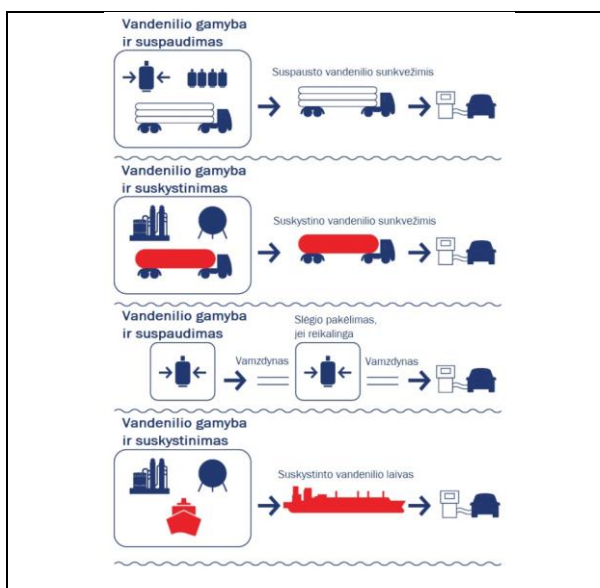 Vandenilio gamyba
ir suspaudimas
Suspausto vandenilio sunkvežimis
Vandenilio gamyba
ir suskystinimas
Suskystino vandenilio sunkvežimis
Vandenilio gamyba
ir suspaudimas
Slėgio pakėlimas,
jei reikalinga
Vamzdynas
Vamzdynas
Vandenilio gamyba
ir suskystinimas
Suskystinto vandenilio laivas